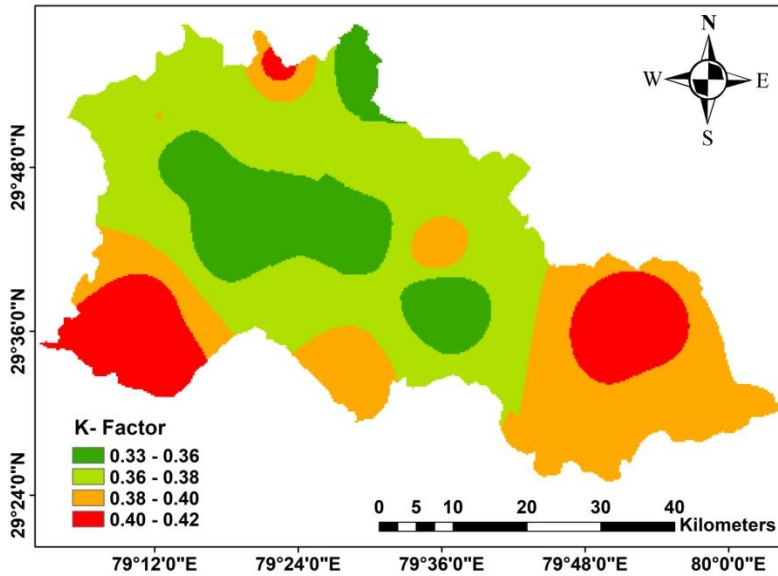 N
W E
S
29°48'0"N
29°36'0"N
29°24'0"N
K- Factor
0.33 - 0.36
0.36 - 0.38
0.38 - 0.40
0.40 - 0.42
0 5 10 20 30 40
Kilometers
79°12'0"E 79°24'0"E 79°36'0"E 79°48'0"E 80°0'0"E